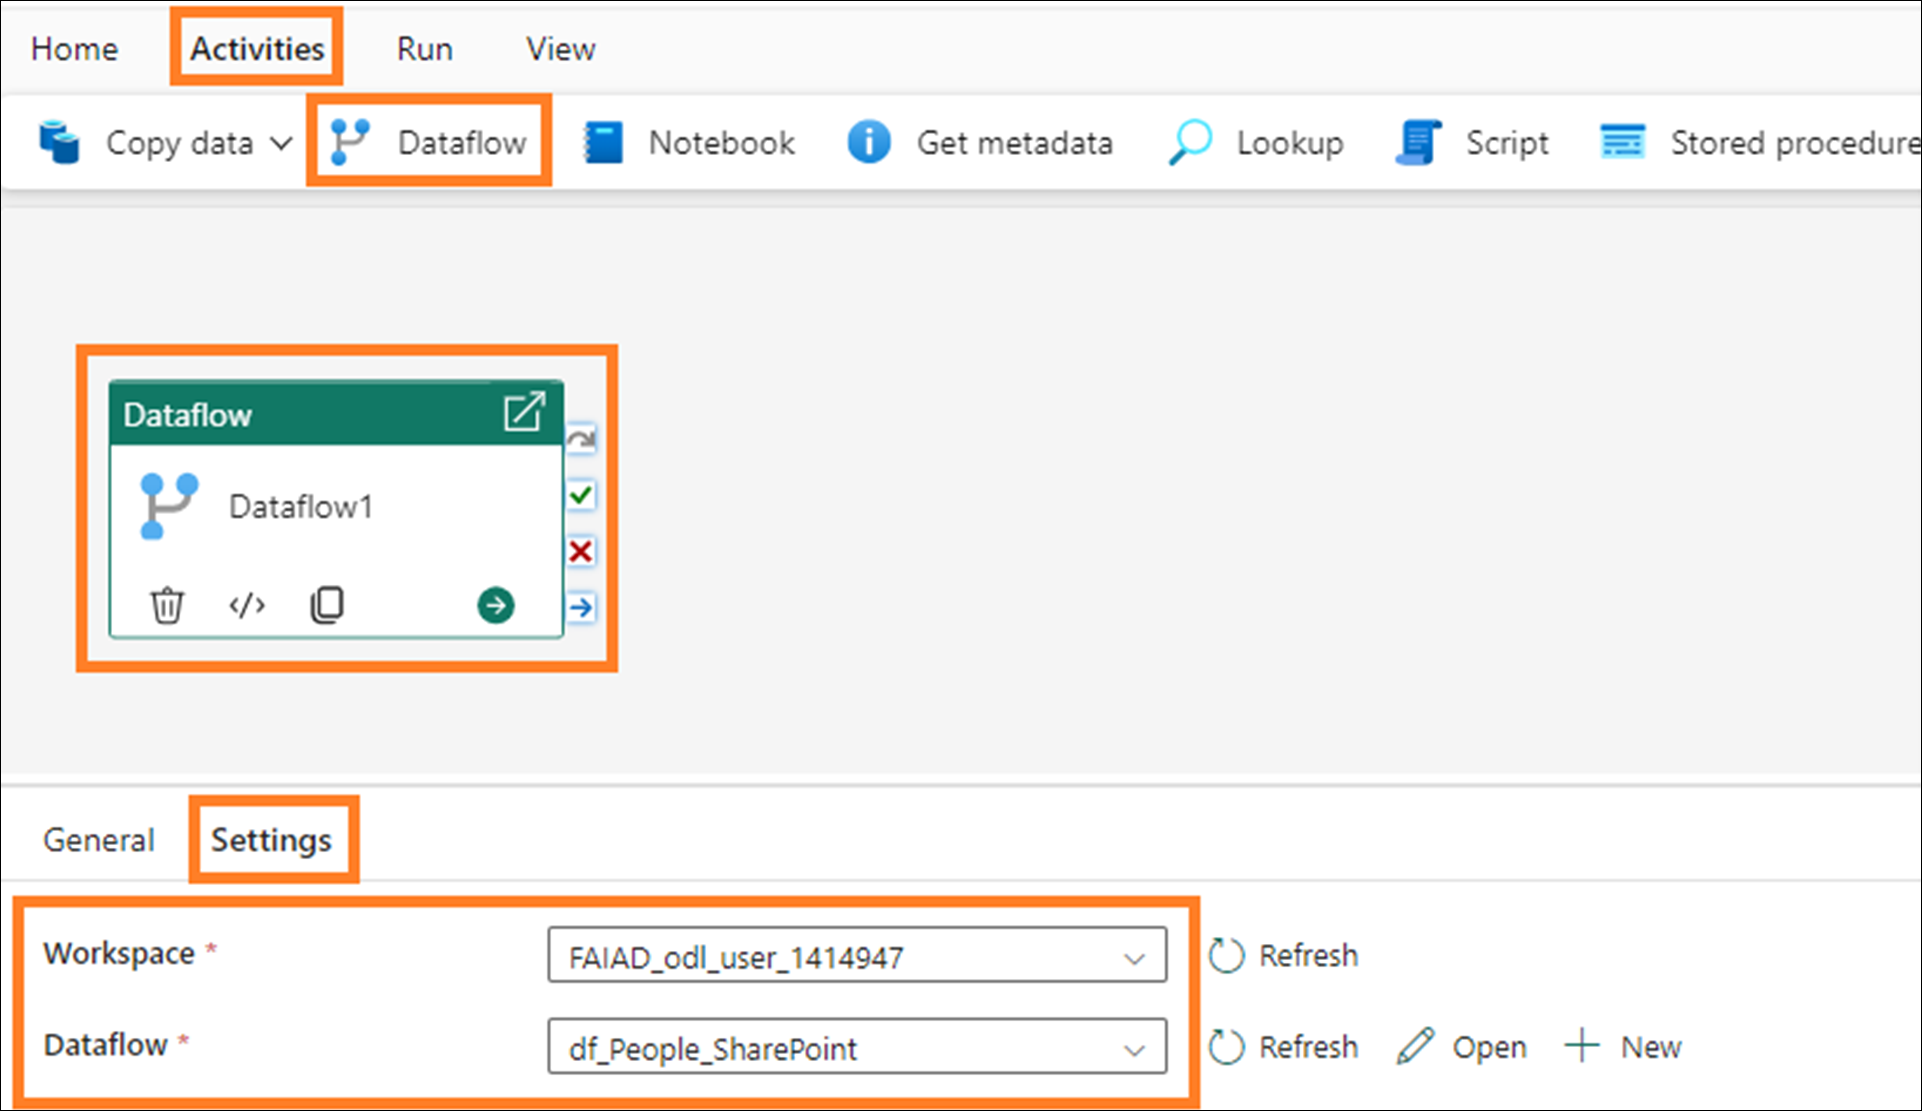 Home Activities Run View
Copy data Dataflow Notebook Get metadata Lookup Script Stored procedure
Dataflow
Dataflow1
General Settings
Workspace * FAIAD_odl_user_1414947 Refresh
Dataflow * df_People_SharePoint Refresh Open New